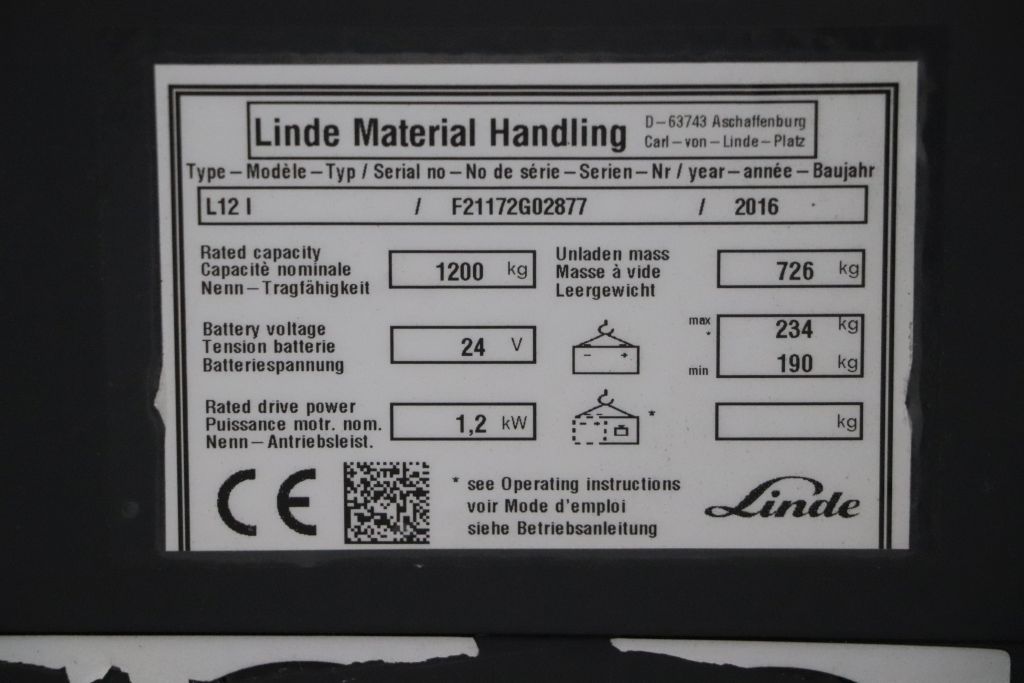 Linde Material Handling
D-63743 Aschaffenburg
Carl-von-Linde-Platz
Type-Modèle-Typ / Serial no-No de série-Serien-Nr / year-année-Baujahr
L12 I / F21172G02877 / 2016
Rated capacity
Capacitè nominale
Nenn-Tragfähigkeit
1200 kg
Unladen mass
Masse à vide
Leergewicht
726 kg
Battery voltage
Tension batterie
Batteriespannung
24 V
max
*
234 kg
min
190 kg
Rated drive power
Puissance motr. nom.
Nenn-Antriebsleist.
1,2 kW
*
kg
CE
* see Operating instructions
voir Mode d'emploi
siehe Betriebsanleitung
Linde